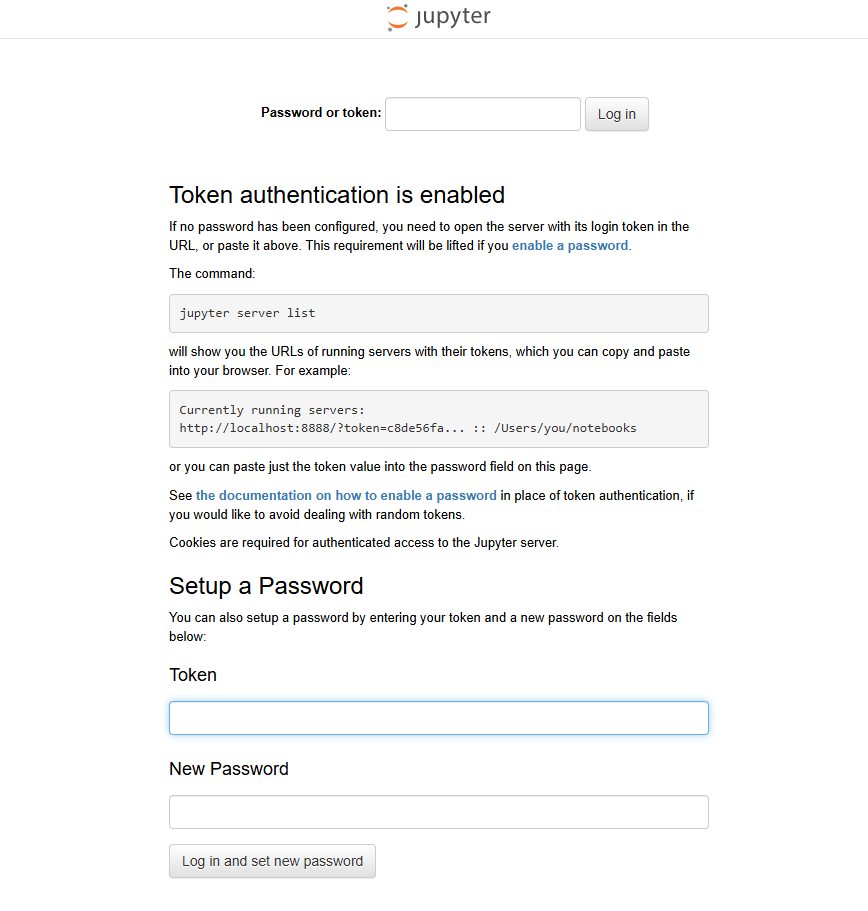 jupyter
Password or token:
Log in
Token authentication is enabled
If no password has been configured, you need to open the server with its login token in the
URL, or paste it above. This requirement will be lifted if you enable a password.
The command:
jupyter server list
will show you the URLs of running servers with their tokens, which you can copy and paste
into your browser. For example:
Currently running servers:
http://localhost:8888/?token=c8de56fa... :: /Users/you/notebooks
or you can paste just the token value into the password field on this page.
See the documentation on how to enable a password in place of token authentication, if
you would like to avoid dealing with random tokens.
Cookies are required for authenticated access to the Jupyter server.
Setup a Password
You can also setup a password by entering your token and a new password on the fields
below:
Token
New Password
Log in and set new password